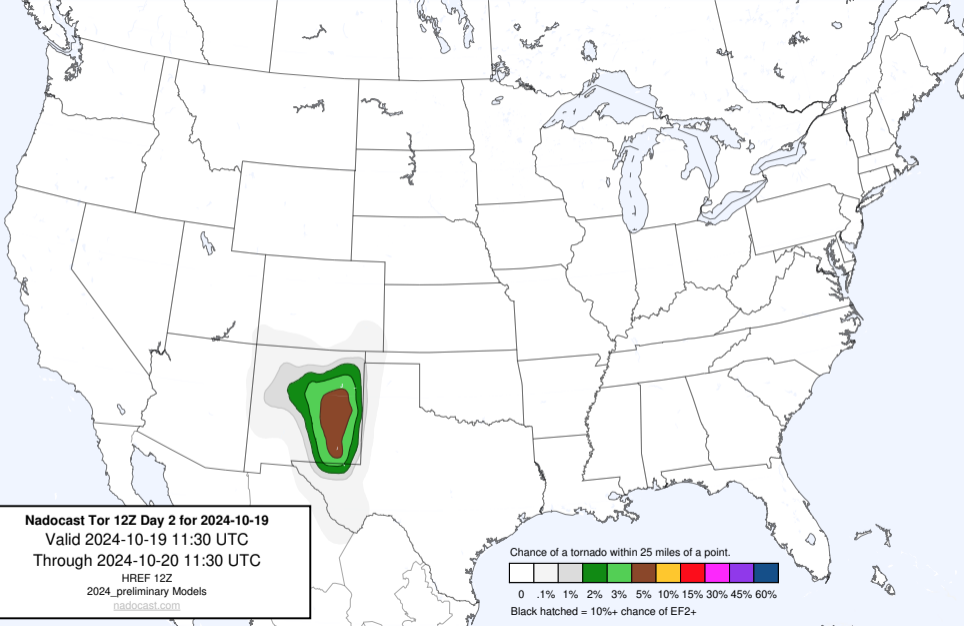 Nadocast Tor 12Z Day 2 for 2024-10-19
Valid 2024-10-19 11:30 UTC
Through 2024-10-20 11:30 UTC
HREF 12Z
2024_preliminary Models
nadocast.com
Chance of a tornado within 25 miles of a point.
0 .1% 1% 2% 3% 5% 10% 15% 30% 45% 60%
Black hatched = 10%+ chance of EF2+